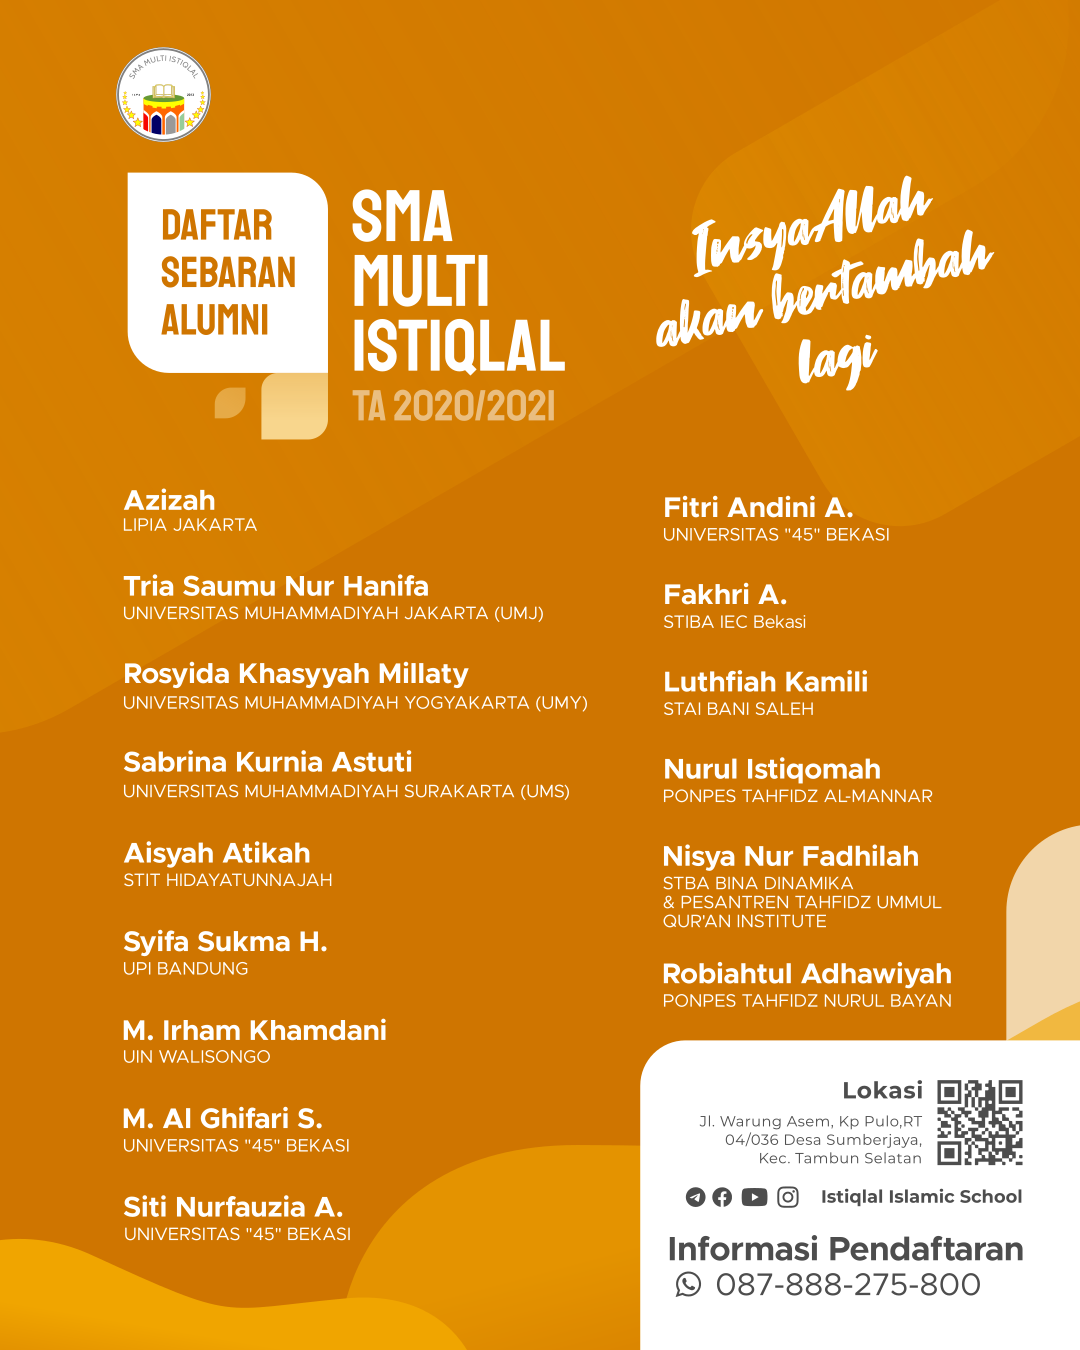 SMA MULTI ISTIQLAL
DAFTAR
SEBARAN
ALUMNI
SMA
MULTI
ISTIQLAL
TA 2020/2021
InsyaAllah
akan bertambah
lagi
Azizah
LIPIA JAKARTA
Tria Saumu Nur Hanifa
UNIVERSITAS MUHAMMADIYAH JAKARTA (UMJ)
Rosyida Khasyyah Millaty
UNIVERSITAS MUHAMMADIYAH YOGYAKARTA (UMY)
Sabrina Kurnia Astuti
UNIVERSITAS MUHAMMADIYAH SURAKARTA (UMS)
Aisyah Atikah
STIT HIDAYATUNNAJAH
Syifa Sukma H.
UPI BANDUNG
M. Irham Khamdani
UIN WALISONGO
M. Al Ghifari S.
UNIVERSITAS "45" BEKASI
Siti Nurfauzia A.
UNIVERSITAS "45" BEKASI
Fitri Andini A.
UNIVERSITAS "45" BEKASI
Fakhri A.
STIBA IEC Bekasi
Luthfiah Kamili
STAI BANI SALEH
Nurul Istiqomah
PONPES TAHFIDZ AL-MANNAR
Nisya Nur Fadhilah
STBA BINA DINAMIKA
& PESANTREN TAHFIDZ UMMUL
QUR'AN INSTITUTE
Robiahtul Adhawiyah
PONPES TAHFIDZ NURUL BAYAN
Lokasi
Jl. Warung Asem, Kp Pulo,RT
04/036 Desa Sumberjaya,
Kec. Tambun Selatan
Istiqlal Islamic School
Informasi Pendaftaran
087-888-275-800